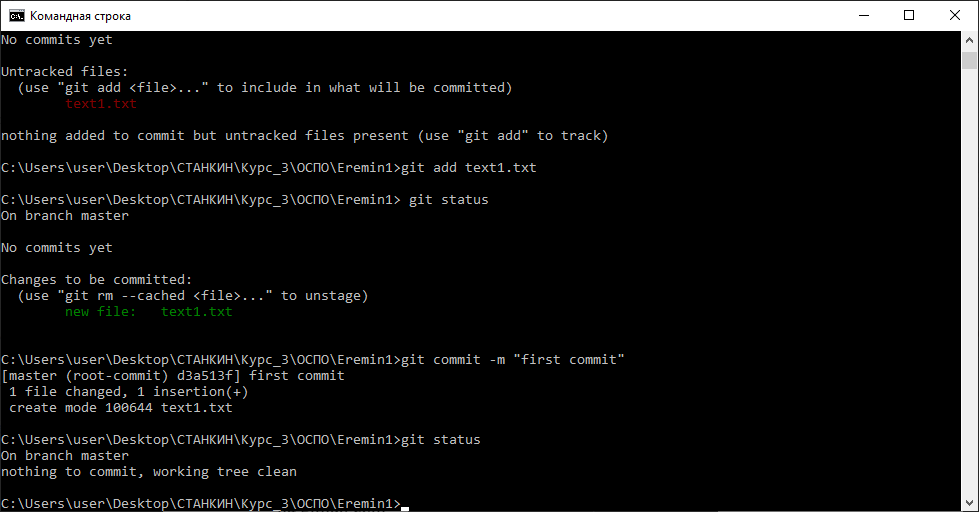 Командная строка
No commits yet
Untracked files:
(use "git add <file>..." to include in what will be committed)
text1.txt
nothing added to commit but untracked files present (use "git add" to track)
C:\Users\user\Desktop\СТАНКИН\Курс_3\ОСПО\Eremin1>git add text1.txt
C:\Users\user\Desktop\СТАНКИН\Курс_3\ОСПО\Eremin1> git status
On branch master
No commits yet
Changes to be committed:
(use "git rm --cached <file>..." to unstage)
new file:   text1.txt
C:\Users\user\Desktop\СТАНКИН\Курс_3\ОСПО\Eremin1>git commit -m "first commit"
[master (root-commit) d3a513f] first commit
1 file changed, 1 insertion(+)
create mode 100644 text1.txt
C:\Users\user\Desktop\СТАНКИН\Курс_3\ОСПО\Eremin1>git status
On branch master
nothing to commit, working tree clean
C:\Users\user\Desktop\СТАНКИН\Курс_3\ОСПО\Eremin1>